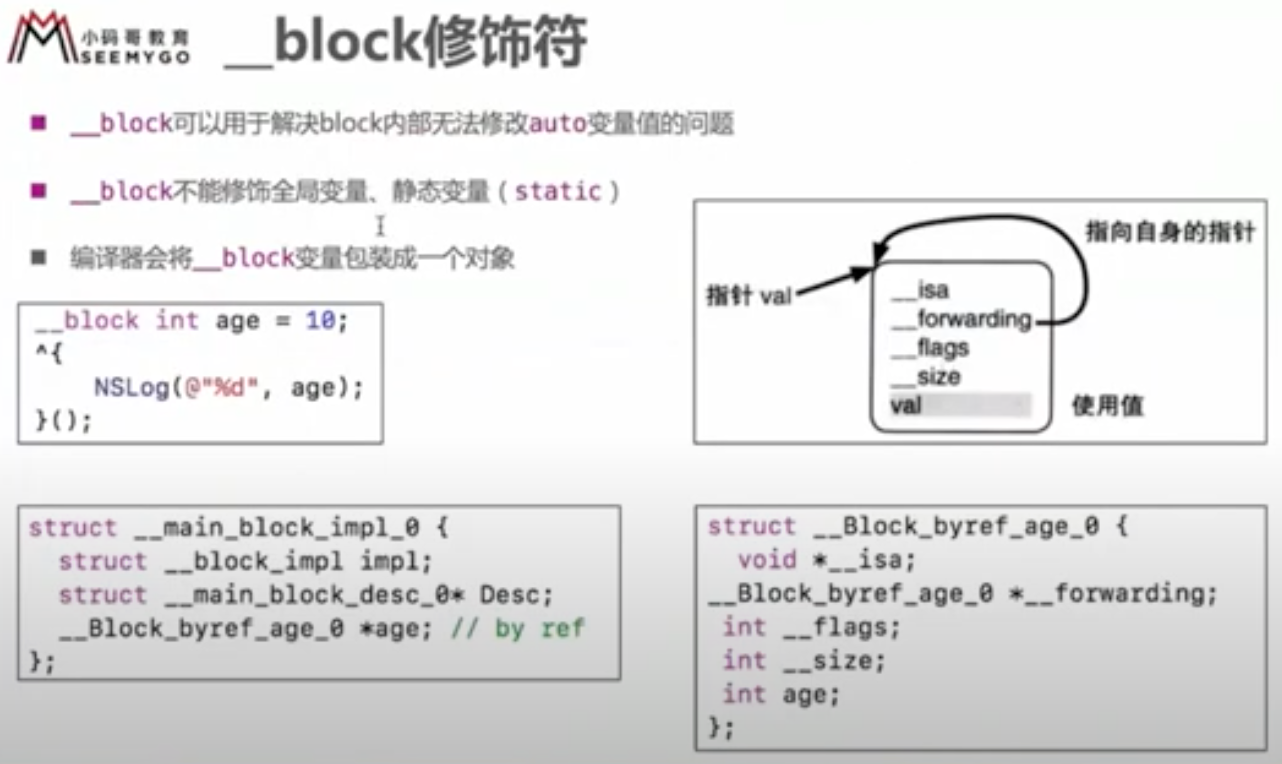 小码哥教育
SEEMYGO
__block修饰符
__block可以用于解决block内部无法修改auto变量值的问题
__block不能修饰全局变量、静态变量（static）
编译器会将__block变量包装成一个对象
__block int age = 10;
^{
    NSLog(@"%d", age);
}();
指向自身的指针
指针 val
__isa
__forwarding
__flags
__size
val
使用值
struct __main_block_impl_0 {
  struct __block_impl impl;
  struct __main_block_desc_0* Desc;
  __Block_byref_age_0 *age; // by ref
};
struct __Block_byref_age_0 {
  void *__isa;
__Block_byref_age_0 *__forwarding;
 int __flags;
 int __size;
 int age;
};